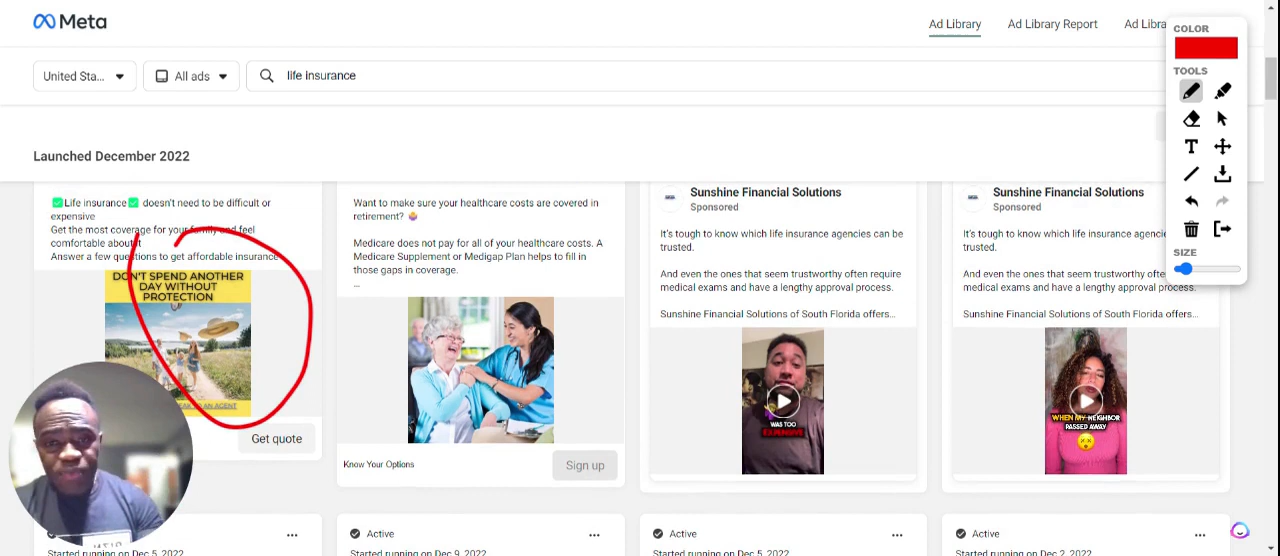 Meta
Ad Library
Ad Library Report
Ad Libra
United Sta...
All ads
life insurance
COLOR
TOOLS
SIZE
Launched December 2022
✅Life insurance✅ doesn't need to be difficult or
expensive
Get the most coverage for your family and feel
comfortable about it
Answer a few questions to get affordable insurance
DON'T SPEND ANOTHER
DAY WITHOUT
PROTECTION
TO AN AGENT
Get quote
Want to make sure your healthcare costs are covered in
retirement?
Medicare does not pay for all of your healthcare costs. A
Medicare Supplement or Medigap Plan helps to fill in
those gaps in coverage.
...
Know Your Options
Sign up
Sunshine Financial Solutions
Sponsored
It's tough to know which life insurance agencies can be
trusted.
And even the ones that seem trustworthy often require
medical exams and have a lengthy approval process.
Sunshine Financial Solutions of South Florida offers...
WAS TOO
EXPENSIVE
Sunshine Financial Solutions
Sponsored
It's tough to know which life insurance agencie
trusted.
And even the ones that seem trustworthy often require
medical exams and have a lengthy approval process.
Sunshine Financial Solutions of South Florida offers...
WHEN MY NEIGHBOR
PASSED AWAY
Started running on Dec 5, 2022
Active
Started running on Dec 9, 2022
Active
Started running on Dec 5, 2022
Active
Started running on Dec 2, 2022